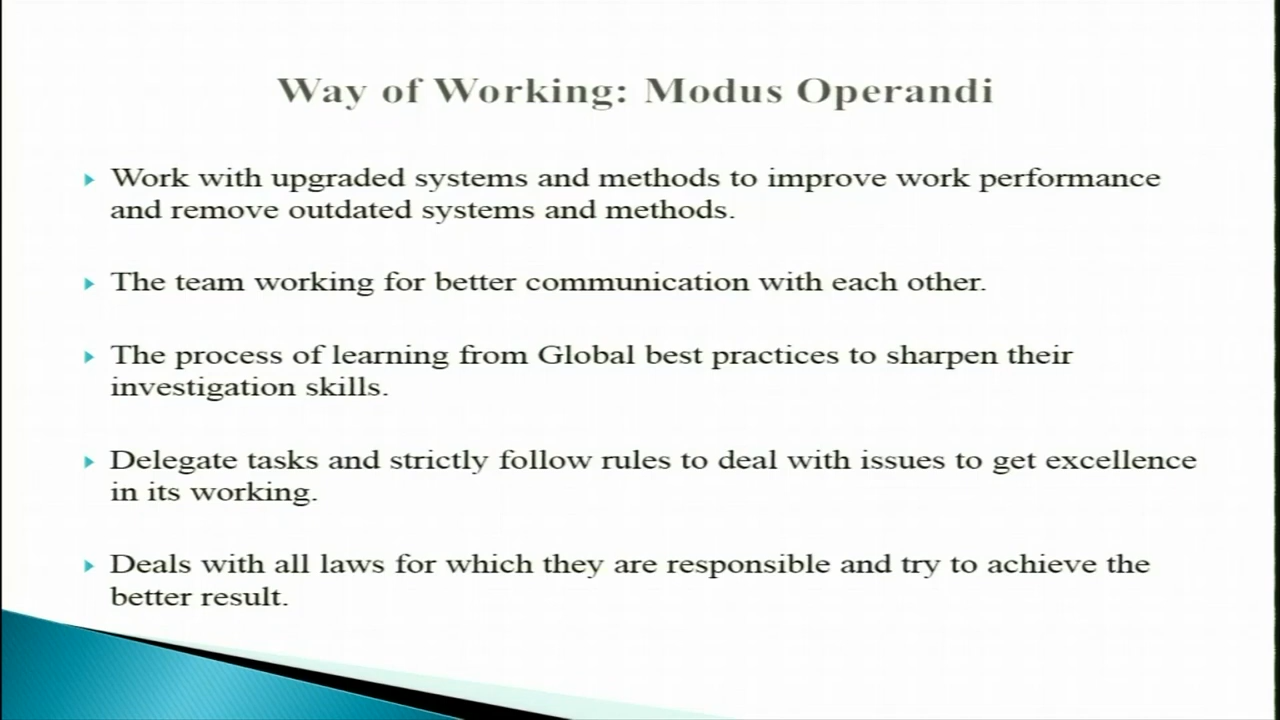 Way of Working: Modus Operandi
Work with upgraded systems and methods to improve work performance
and remove outdated systems and methods.
The team working for better communication with each other.
The process of learning from Global best practices to sharpen their
investigation skills.
Delegate tasks and strictly follow rules to deal with issues to get excellence
in its working.
Deals with all laws for which they are responsible and try to achieve the
better result.